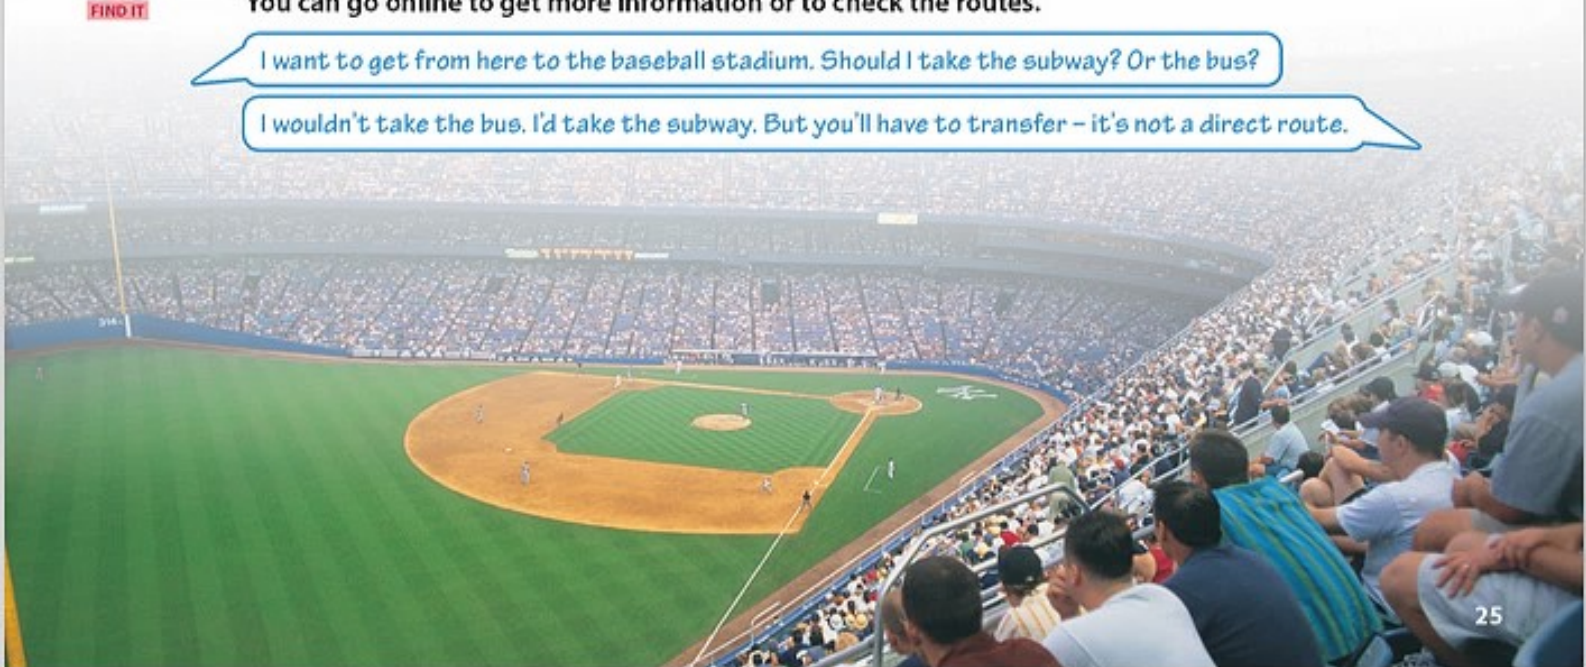 You can go online to get more information or to check the routes.
FIND IT
I want to get from here to the baseball stadium. Should I take the subway? Or the bus?
I wouldn't take the bus. I'd take the subway. But you'll have to transfer – it's not a direct route.
314
25